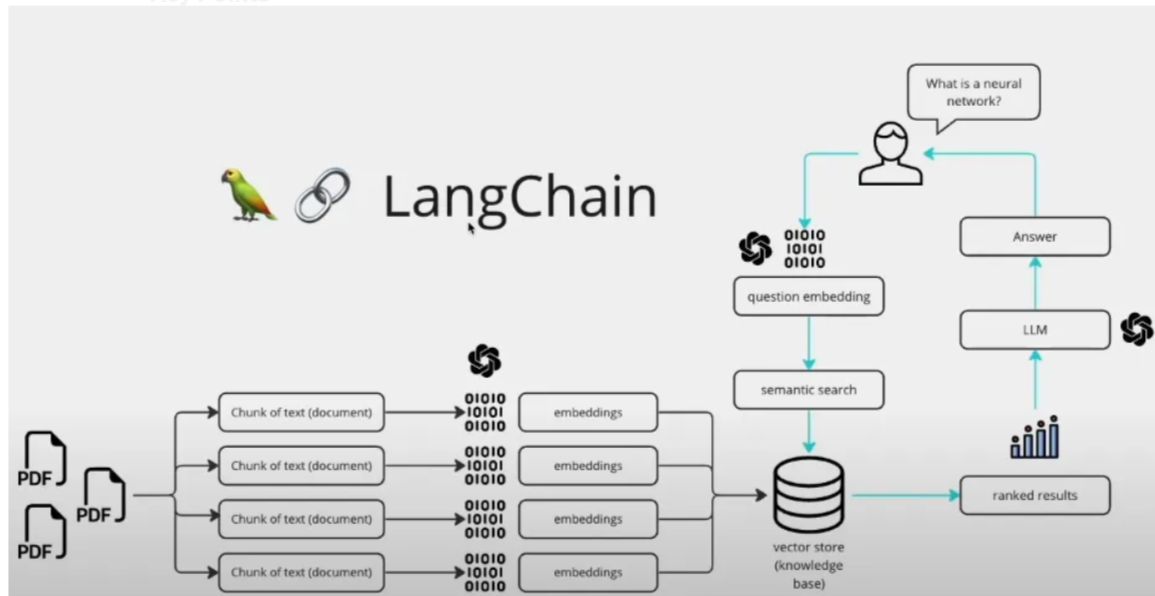 LangChain
What is a neural
network?
Answer
01010
10101
01010
question embedding
LLM
semantic search
ranked results
vector store
(knowledge
base)
PDF
PDF
PDF
Chunk of text (document)
01010
10101
01010
embeddings
Chunk of text (document)
01010
10101
01010
embeddings
Chunk of text (document)
01010
10101
01010
embeddings
Chunk of text (document)
01010
10101
01010
embeddings